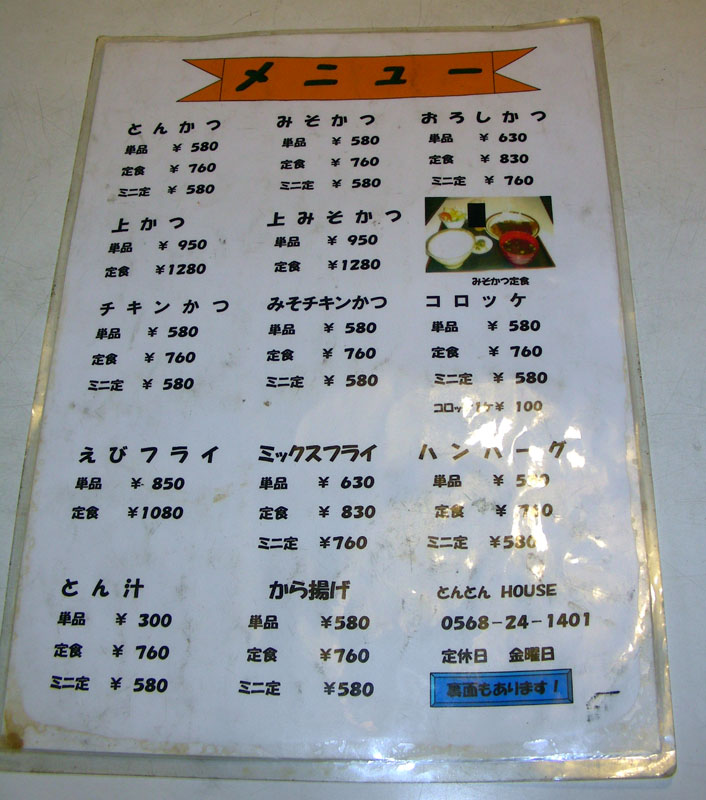 メニュー
とんかつ
単品 ￥ 580
定食 ￥ 760
ミニ定 ￥ 580
みそかつ
単品 ￥ 580
定食 ￥ 760
ミニ定 ￥ 580
おろしかつ
単品 ￥ 630
定食 ￥ 830
ミニ定 ￥ 760
上かつ
単品 ￥ 950
定食 ￥1280
上みそかつ
単品 ￥ 950
定食 ￥1280
みそかつ定食
チキンかつ
単品 ￥ 580
定食 ￥ 760
ミニ定 ￥ 580
みそチキンかつ
単品 ￥ 580
定食 ￥ 760
ミニ定 ￥ 580
コロッケ
単品 ￥ 580
定食 ￥ 760
ミニ定 ￥ 580
コロッケ1ケ￥ 100
えびフライ
単品 ￥ 850
定食 ￥1080
ミックスフライ
単品 ￥ 630
定食 ￥ 830
ミニ定 ￥760
ハンバーグ
単品 ￥
定食 ￥
ミニ定 ￥580
とん汁
単品 ￥ 300
定食 ￥ 760
ミニ定 ￥ 580
から揚げ
単品 ￥580
定食 ￥760
ミニ定 ￥580
とんとん HOUSE
0568-24-1401
定休日 金曜日
裏面もあります！